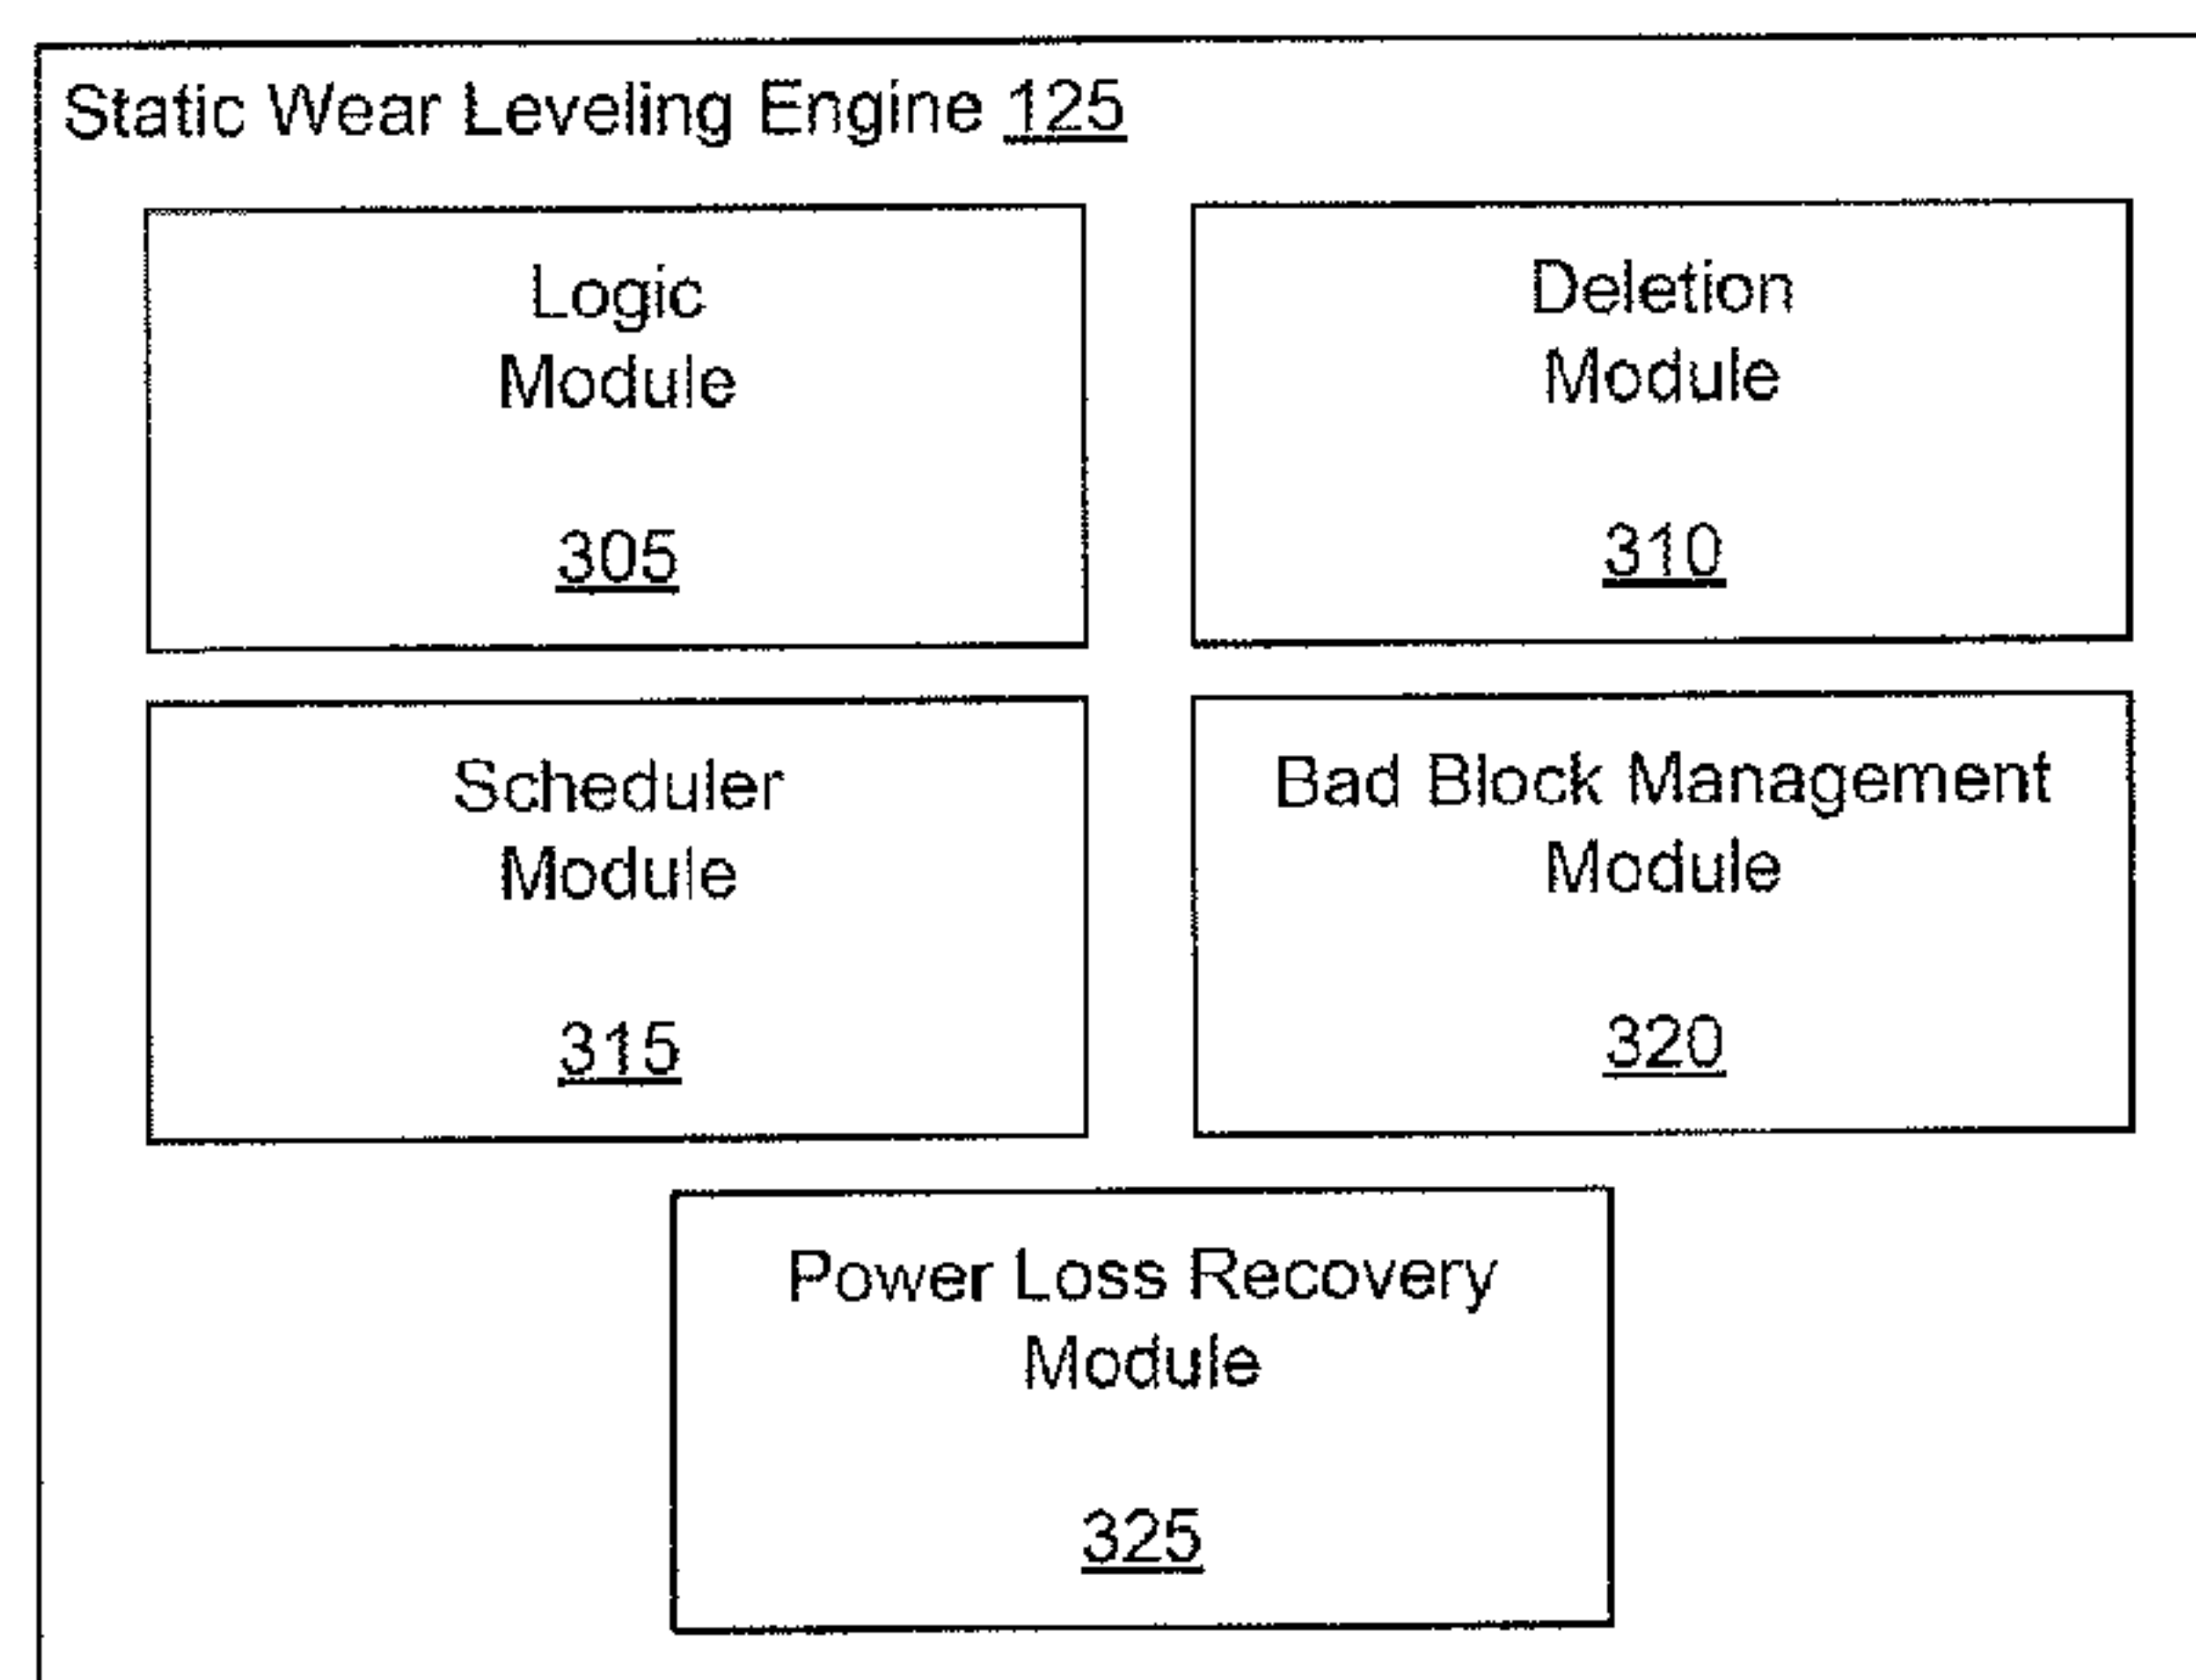 Static Wear Leveling Engine 125
Logic
Module
305
Deletion
Module
310
Scheduler
Module
315
Bad Block Management
Module
320
Power Loss Recovery
Module
325